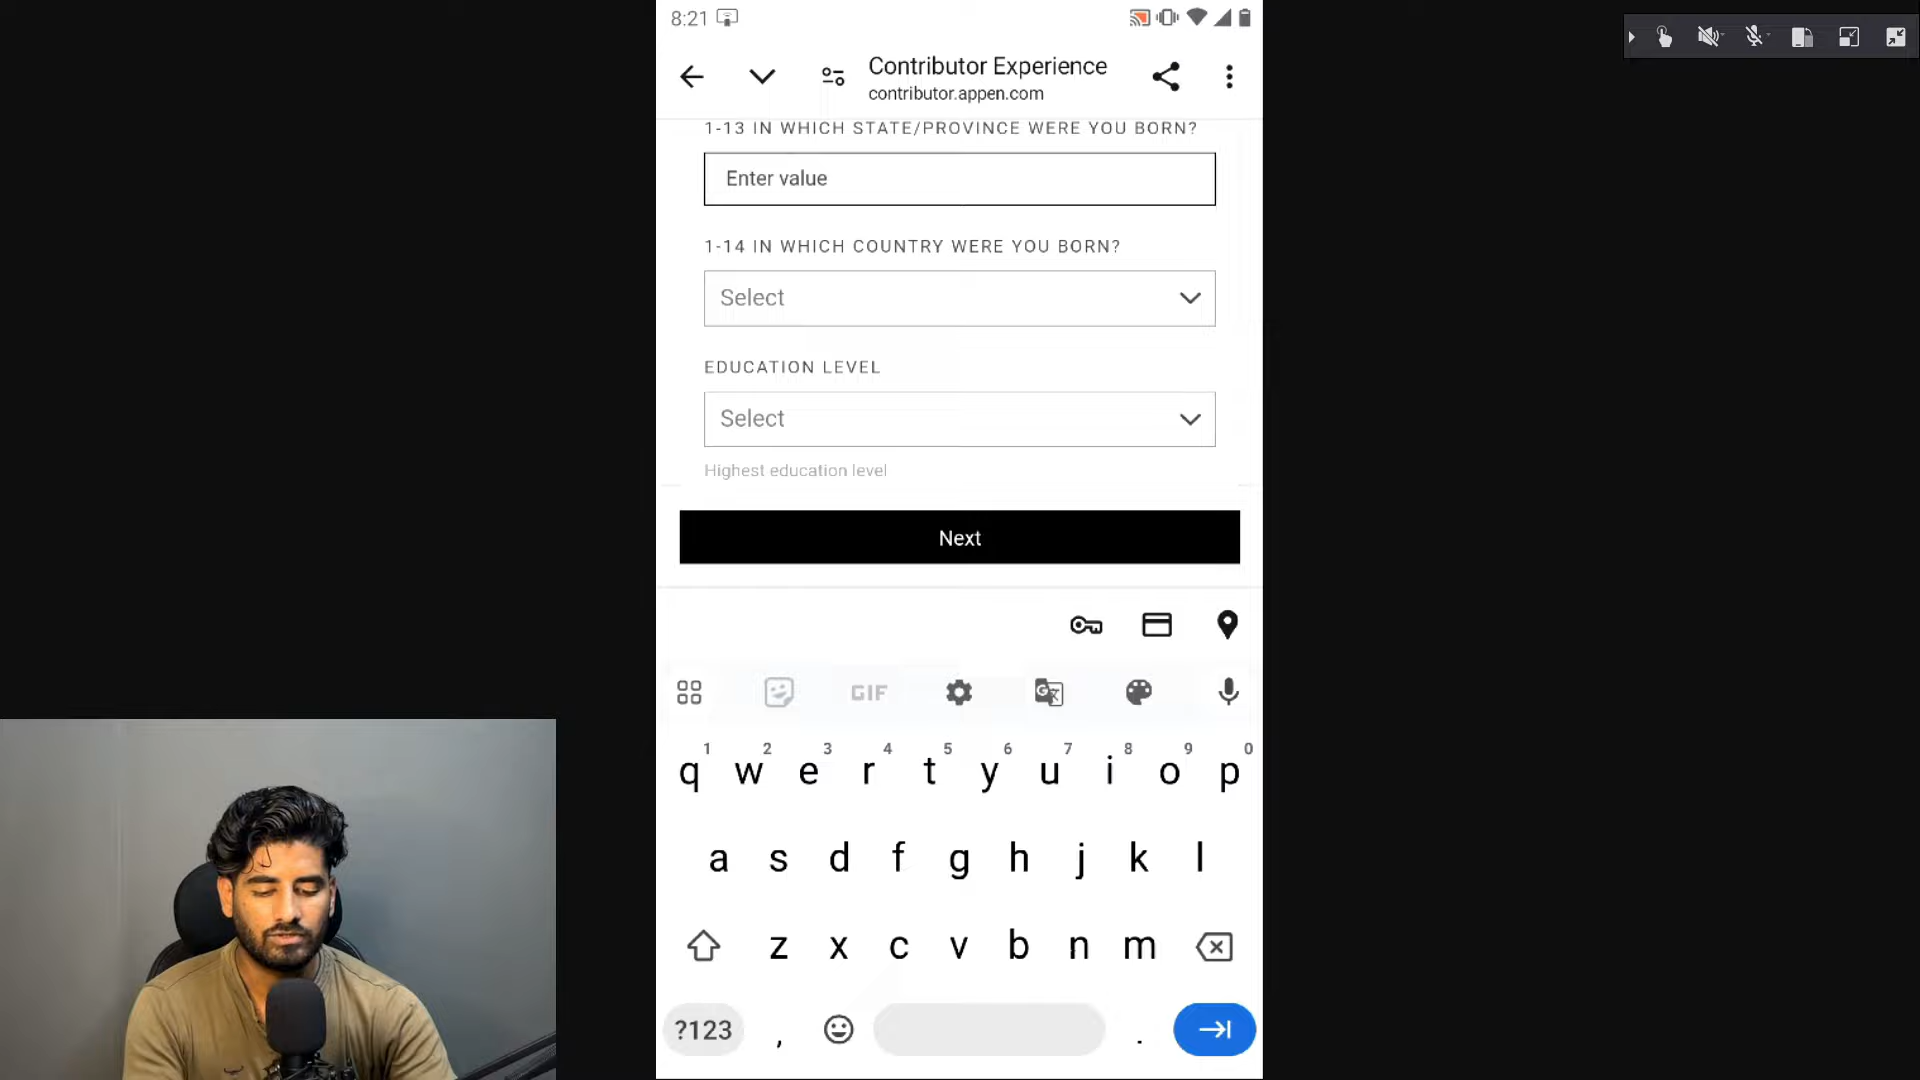 8:21
Contributor Experience
contributor.appen.com
1-13 IN WHICH STATE/PROVINCE WERE YOU BORN?
Enter value
1-14 IN WHICH COUNTRY WERE YOU BORN?
Select
EDUCATION LEVEL
Select
Highest education level
Next
GIF
1 2 3 4 5 6 7 8 9 0
q w e r t y u i o p
a s d f g h j k l
z x c v b n m
?123 , .